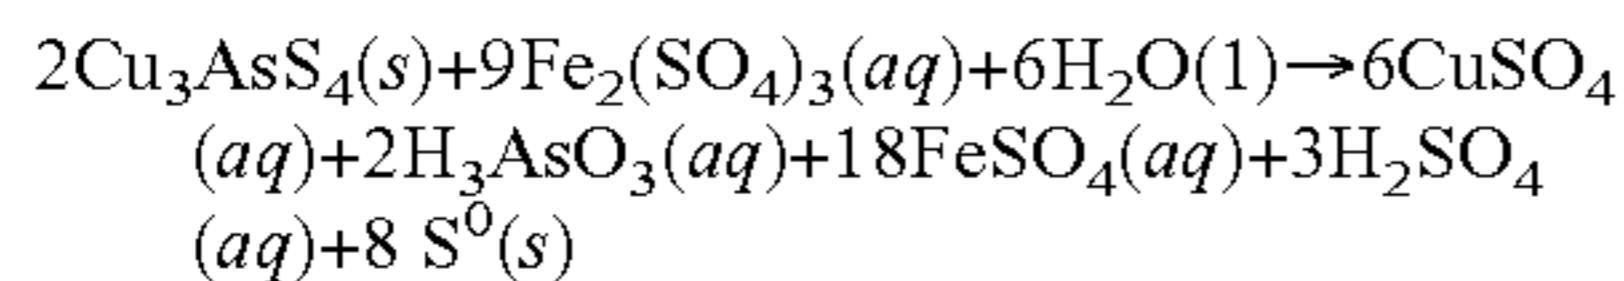 2Cu₃AsS₄(s)+9Fe₂(SO₄)₃(aq)+6H₂O(1)→6CuSO₄
(aq)+2H₃AsO₃(aq)+18FeSO₄(aq)+3H₂SO₄
(aq)+8 S⁰(s)